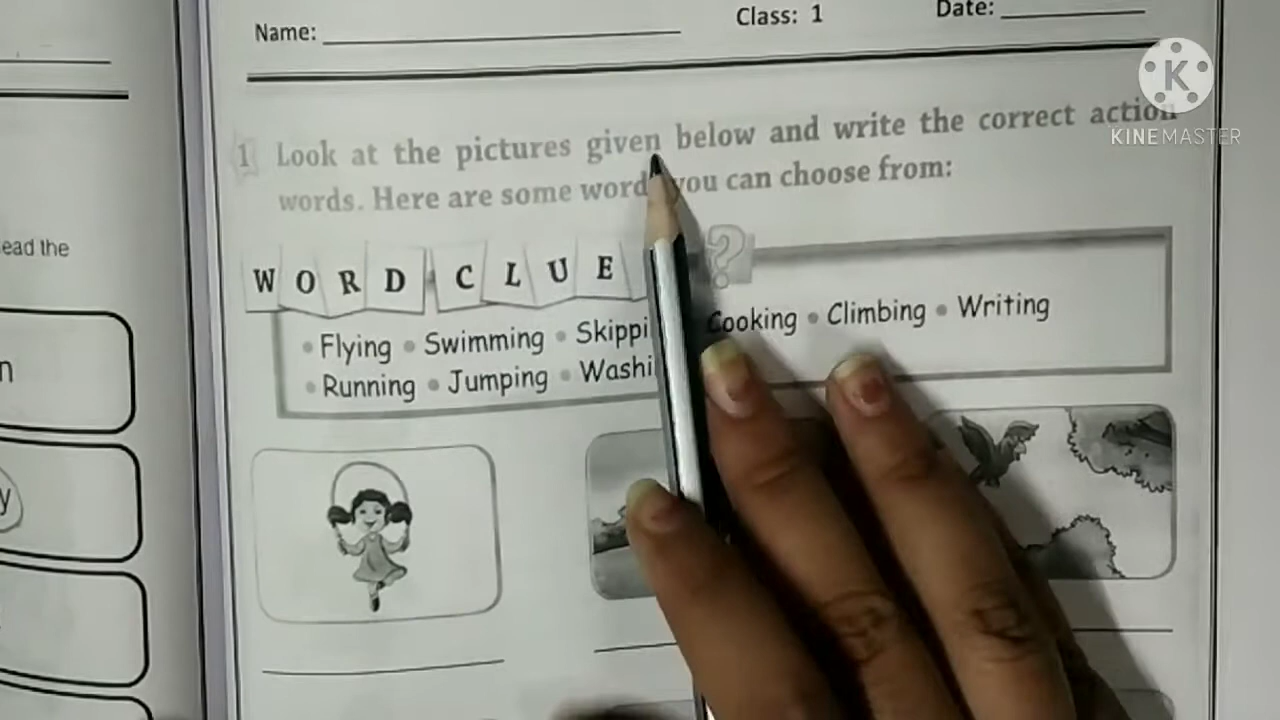 Name: Class: 1 Date:
1 Look at the pictures given below and write the correct action
words. Here are some word you can choose from:
ead the
WORD CLUE ?
• Flying • Swimming • Skippi Cooking • Climbing • Writing
• Running • Jumping • Washi
n
y
K
KINEMASTER